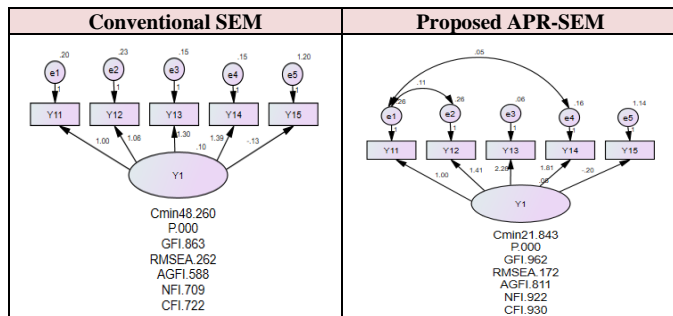 Conventional SEM
Proposed APR-SEM
.20 .23 .15 .15 1.20
e1 e2 e3 e4 e5
1 1 1 1 1
Y11 Y12 Y13 Y14 Y15
1.00 1.06 1.30 1.39 -.13
.10
Y1
Cmin48.260
P.000
GFI.863
RMSEA.262
AGFI.588
NFI.709
CFI.722
.05
.11
.26 .26 .06 .16 1.14
e1 e2 e3 e4 e5
1 1 1 1 1
Y11 Y12 Y13 Y14 Y15
1.00 1.41 1.81 -.20
Y1
Cmin21.843
P.000
GFI.962
RMSEA.172
AGFI.811
NFI.922
CFI.930